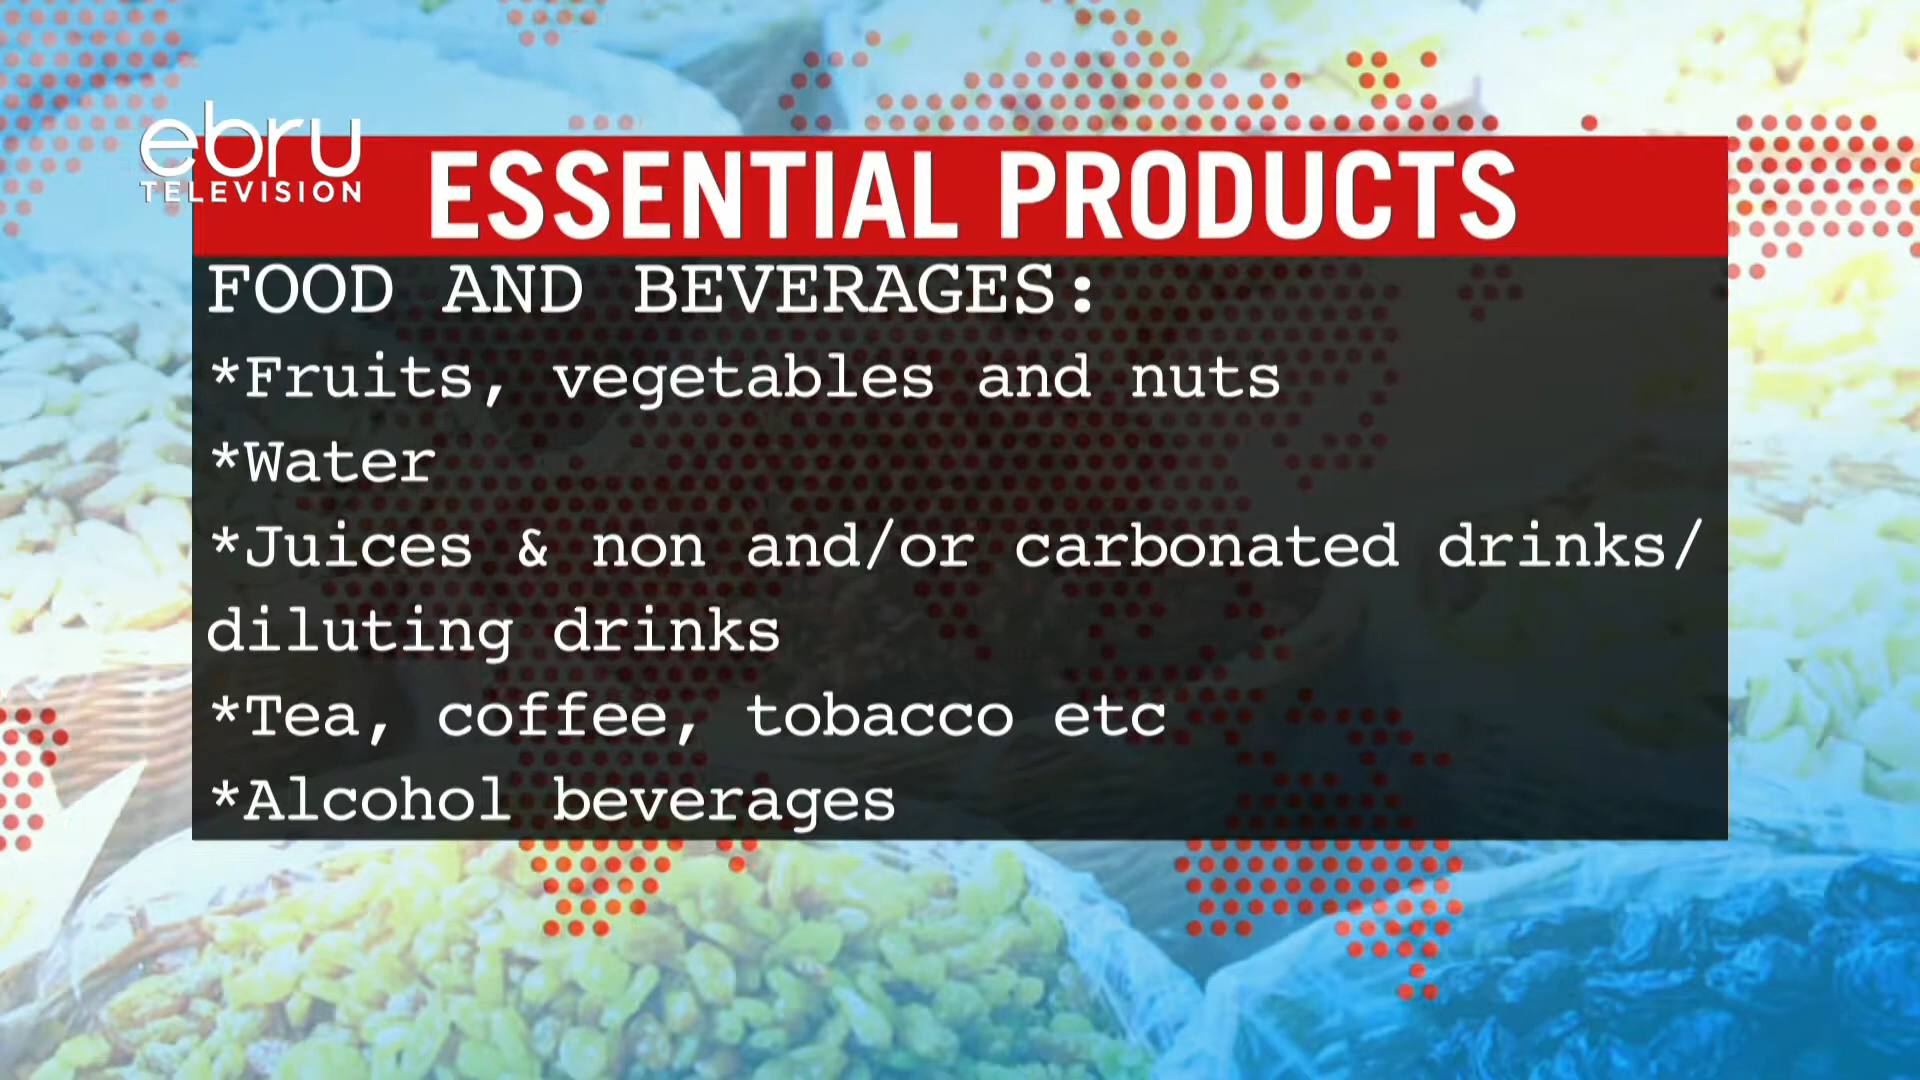 ebru
TELEVISION
ESSENTIAL PRODUCTS
FOOD AND BEVERAGES:
*Fruits, vegetables and nuts
*Water
*Juices & non and/or carbonated drinks/
diluting drinks
*Tea, coffee, tobacco etc
*Alcohol beverages